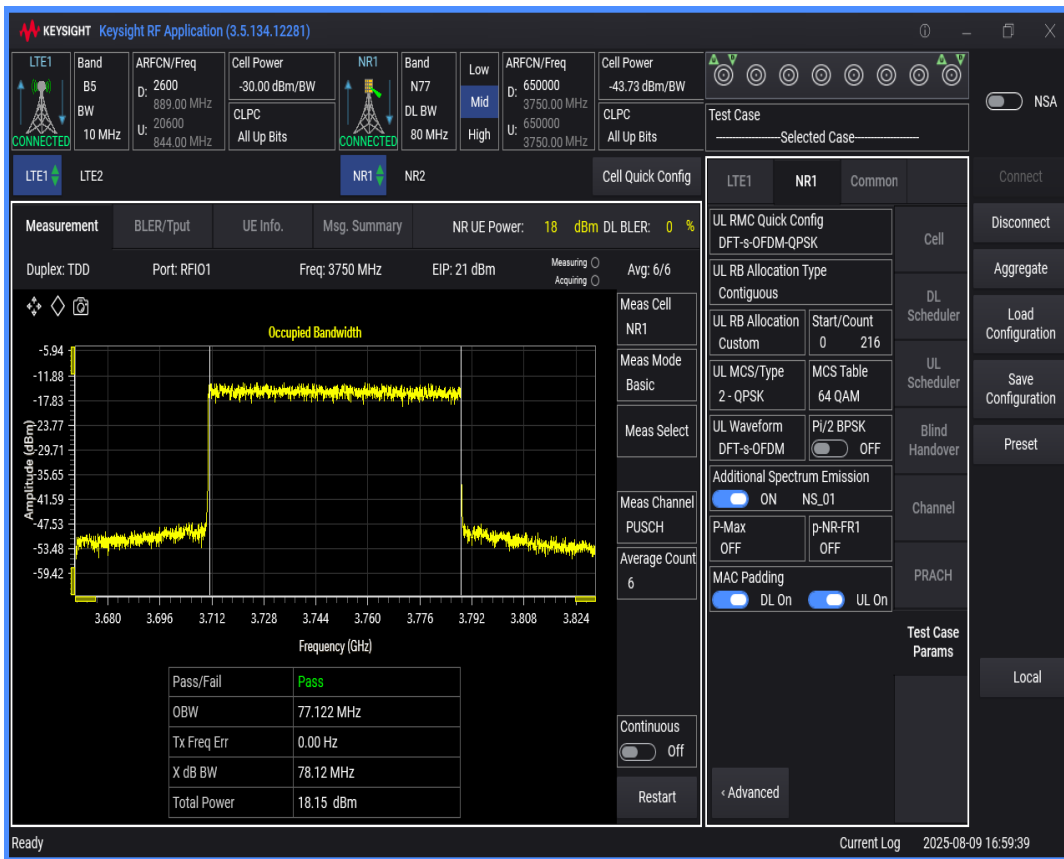 KEYSIGHT Keysight RF Application (3.5.134.12281)
LTE1
CONNECTED
Band
B5
BW
10 MHz
ARFCN/Freq
D: 2600
889.00 MHz
U: 20600
844.00 MHz
Cell Power
-30.00 dBm/BW
CLPC
All Up Bits
NR1
CONNECTED
Band
N77
DL BW
80 MHz
Low
Mid
High
ARFCN/Freq
D: 650000
3750.00 MHz
U: 650000
3750.00 MHz
Cell Power
-43.73 dBm/BW
CLPC
All Up Bits
Test Case
--------------------Selected Case--------------------
NSA
LTE1 LTE2 NR1 NR2 Cell Quick Config
Measurement BLER/Tput UE Info. Msg. Summary NR UE Power: 18 dBm DL BLER: 0 %
Duplex: TDD Port: RFIO1 Freq: 3750 MHz EIP: 21 dBm Measuring Avg: 6/6
Acquiring
Occupied Bandwidth
Amplitude (dBm)
-5.94
-11.88
-17.83
-23.77
-29.71
-35.65
-41.59
-47.53
-53.48
-59.42
3.680 3.696 3.712 3.728 3.744 3.760 3.776 3.792 3.808 3.824
Frequency (GHz)
Pass/Fail Pass
OBW 77.122 MHz
Tx Freq Err 0.00 Hz
X dB BW 78.12 MHz
Total Power 18.15 dBm
Meas Cell
NR1
Meas Mode
Basic
Meas Select
Meas Channel
PUSCH
Average Count
6
Continuous
Off
Restart
LTE1 NR1 Common
UL RMC Quick Config
DFT-s-OFDM-QPSK
UL RB Allocation Type
Contiguous
UL RB Allocation Start/Count
Custom 0 216
UL MCS/Type MCS Table
2 - QPSK 64 QAM
UL Waveform Pi/2 BPSK
DFT-s-OFDM OFF
Additional Spectrum Emission
ON NS_01
P-Max p-NR-FR1
OFF OFF
MAC Padding
DL On UL On
‹ Advanced
Cell
DL
Scheduler
UL
Scheduler
Blind
Handover
Channel
PRACH
Test Case
Params
Connect
Disconnect
Aggregate
Load
Configuration
Save
Configuration
Preset
Local
Ready Current Log 2025-08-09 16:59:39